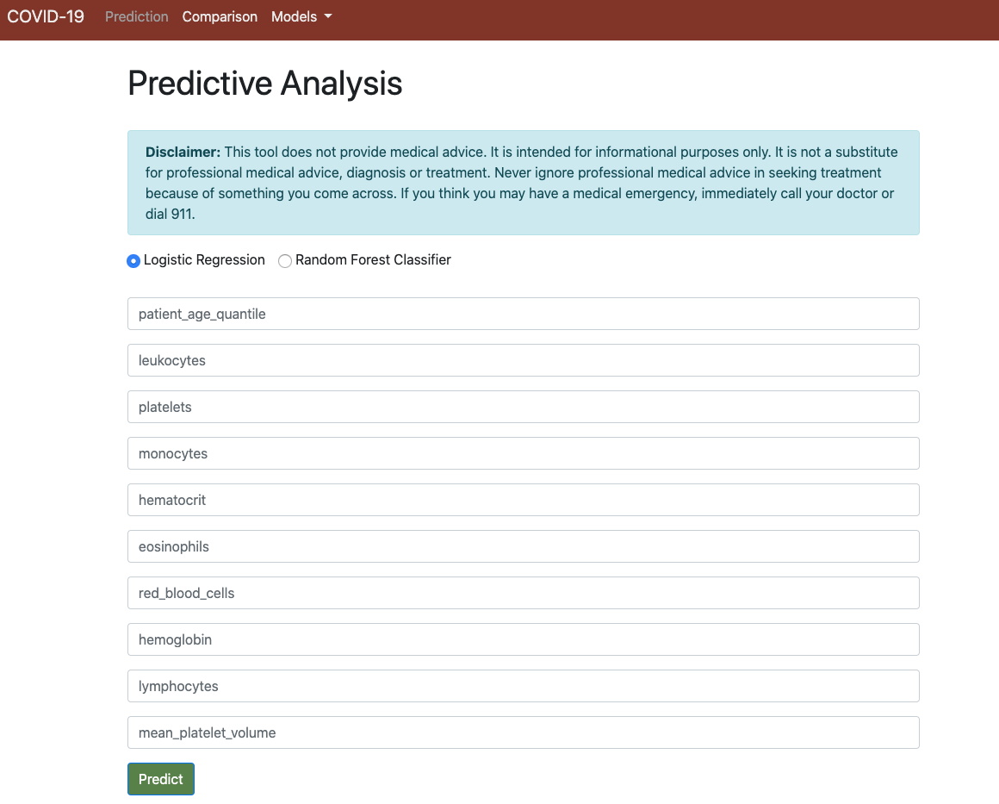 COVID-19 Prediction Comparison Models
Predictive Analysis
Disclaimer: This tool does not provide medical advice. It is intended for informational purposes only. It is not a substitute
for professional medical advice, diagnosis or treatment. Never ignore professional medical advice in seeking treatment
because of something you come across. If you think you may have a medical emergency, immediately call your doctor or
dial 911.
Logistic Regression Random Forest Classifier
patient_age_quantile
leukocytes
platelets
monocytes
hematocrit
eosinophils
red_blood_cells
hemoglobin
lymphocytes
mean_platelet_volume
Predict